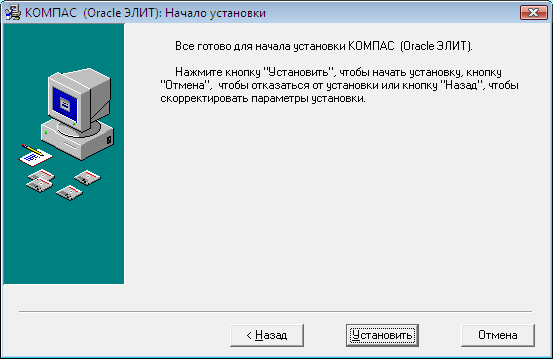 КОМПАС (Oracle ЭЛИТ): Начало установки
Все готово для начала установки КОМПАС (Oracle ЭЛИТ).
Нажмите кнопку "Установить", чтобы начать установку, кнопку
"Отмена", чтобы отказаться от установки или кнопку "Назад", чтобы
скорректировать параметры установки.
< Назад
Установить
Отмена